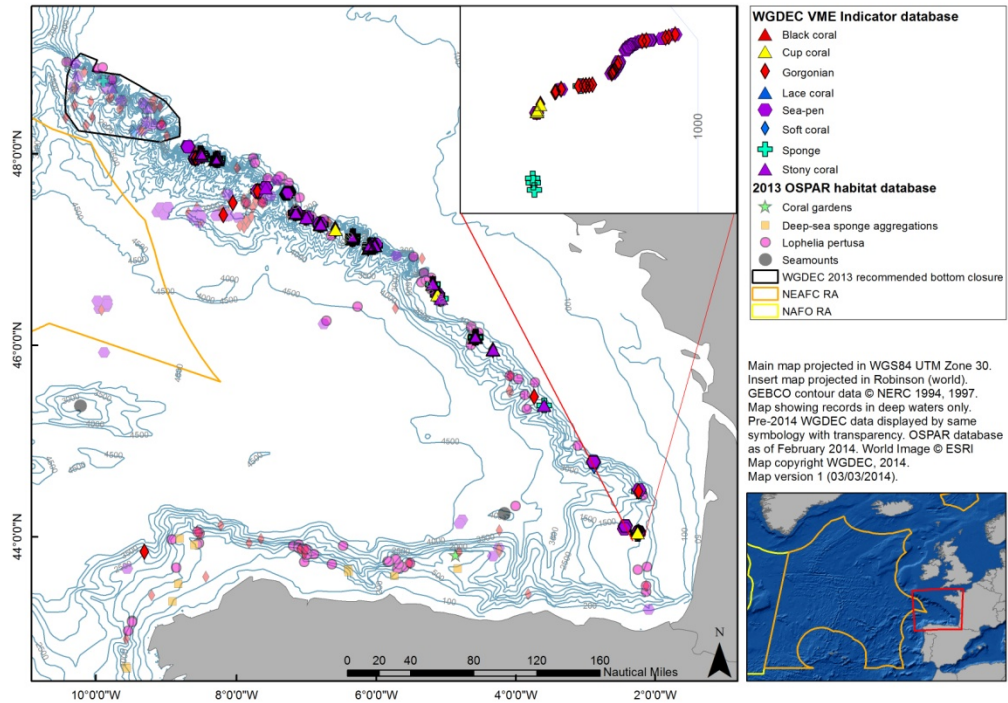 WGDEC VME Indicator database
Black coral
Cup coral
Gorgonian
Lace coral
Sea-pen
Soft coral
Sponge
Stony coral
2013 OSPAR habitat database
Coral gardens
Deep-sea sponge aggregations
Lophelia pertusa
Seamounts
WGDEC 2013 recommended bottom closure
NEAFC RA
NAFO RA
Main map projected in WGS84 UTM Zone 30.
Insert map projected in Robinson (world).
GEBCO contour data © NERC 1994, 1997.
Map showing records in deep waters only.
Pre-2014 WGDEC data displayed by same
symbology with transparency. OSPAR database
as of February 2014. World Image © ESRI
Map copyright WGDEC, 2014.
Map version 1 (03/03/2014).
1000
48°0'0"N
46°0'0"N
44°0'0"N
4500
4000
4500
100
4500
4500
100
200
N
0 20 40 80 120 160
Nautical Miles
10°0'0"W 8°0'0"W 6°0'0"W 4°0'0"W 2°0'0"W